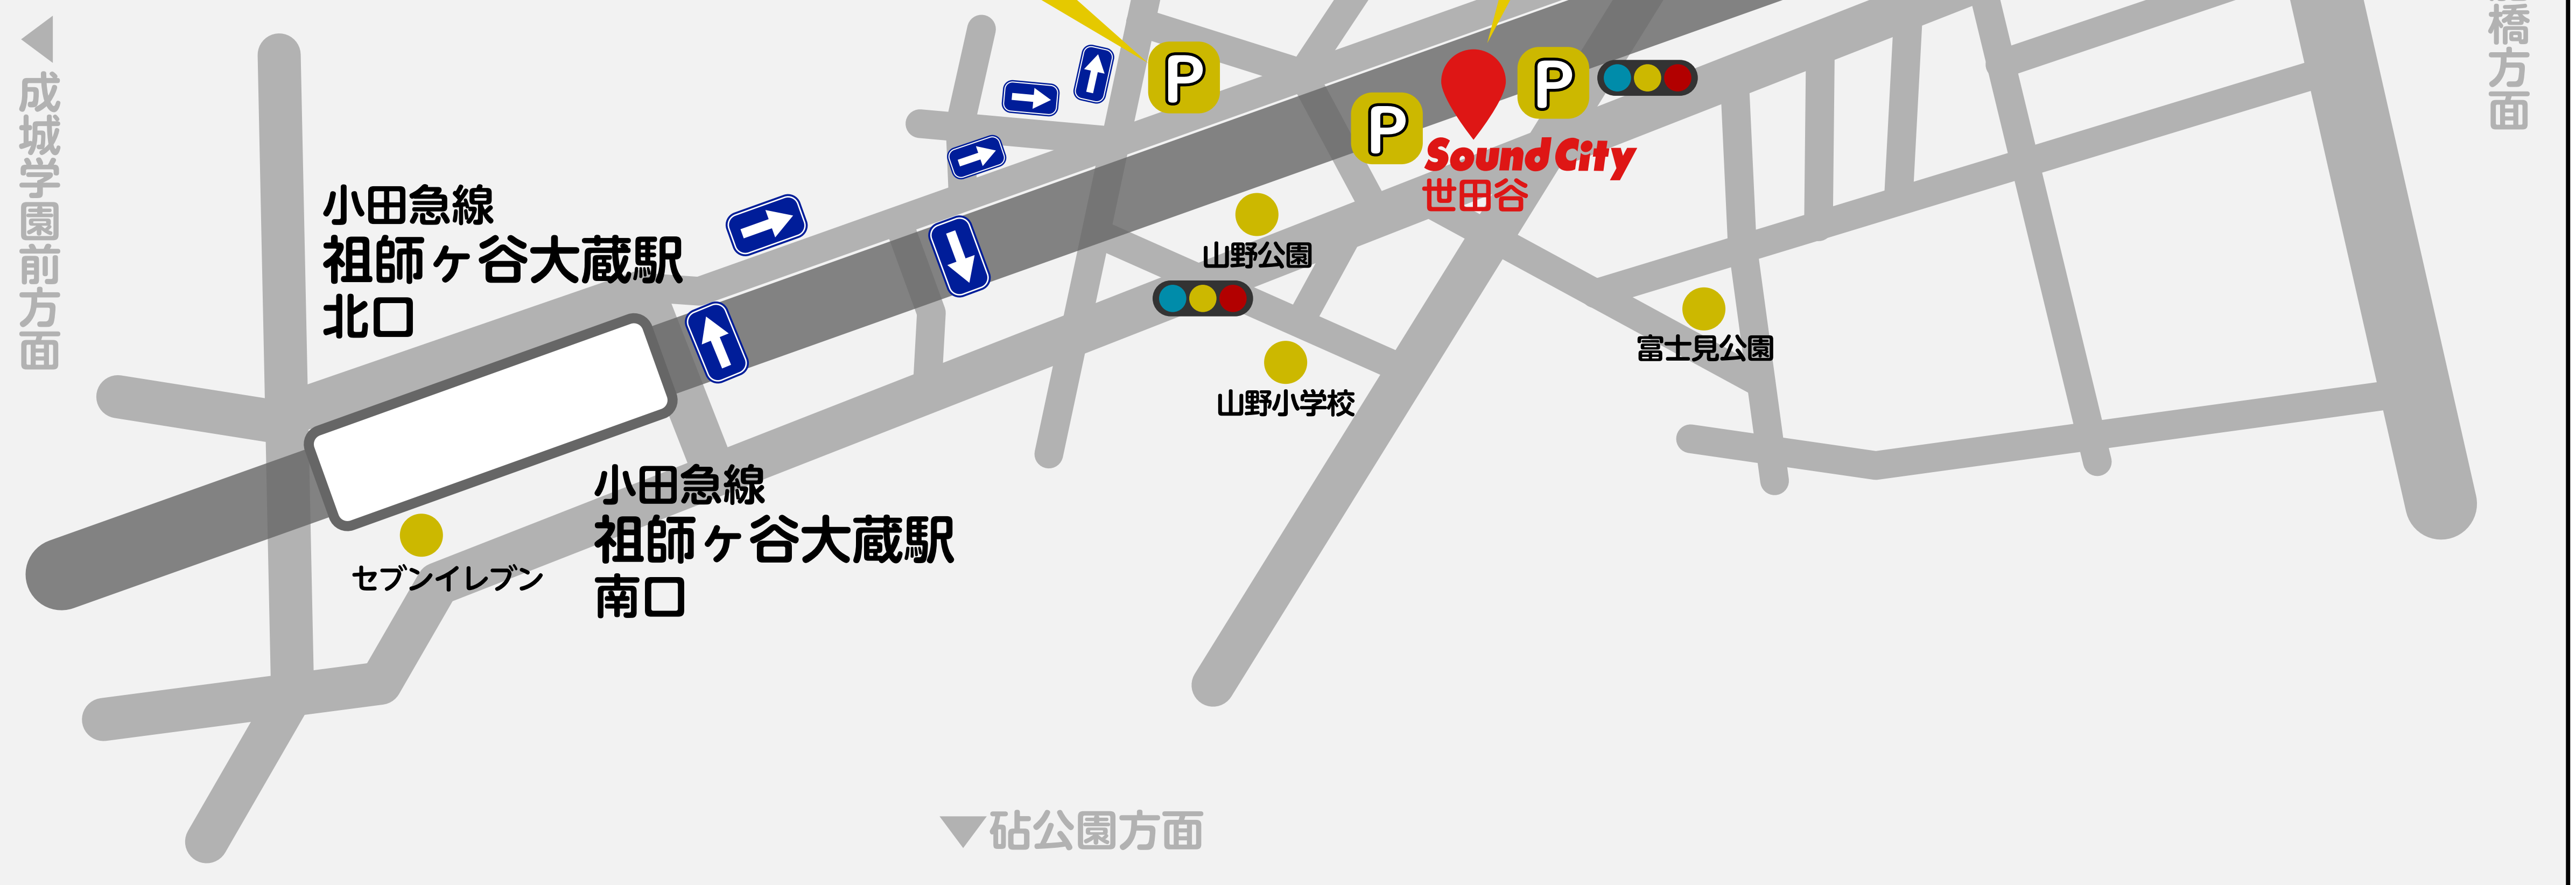 成城学園前方面
橋方面
P
P
P
Sound City
世田谷
小田急線
祖師ヶ谷大蔵駅
北口
山野公園
富士見公園
山野小学校
小田急線
祖師ヶ谷大蔵駅
南口
セブンイレブン
砧公園方面